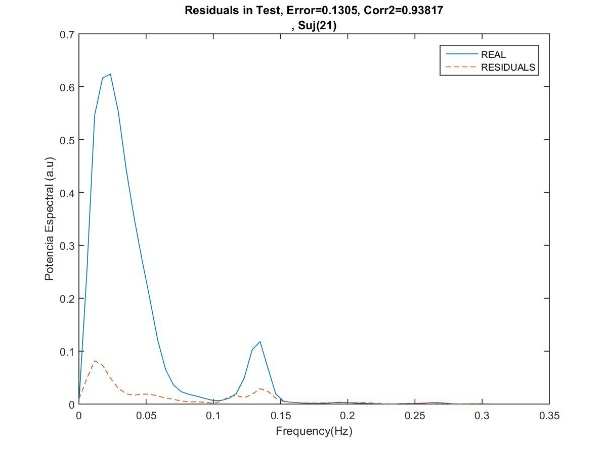 Residuals in Test, Error=0.1305, Corr2=0.93817
, Suj(21)
REAL
RESIDUALS
0.7
0.6
0.5
0.4
0.3
0.2
0.1
0
Potencia Espectral (a.u)
0 0.05 0.1 0.15 0.2 0.25 0.3 0.35
Frequency(Hz)